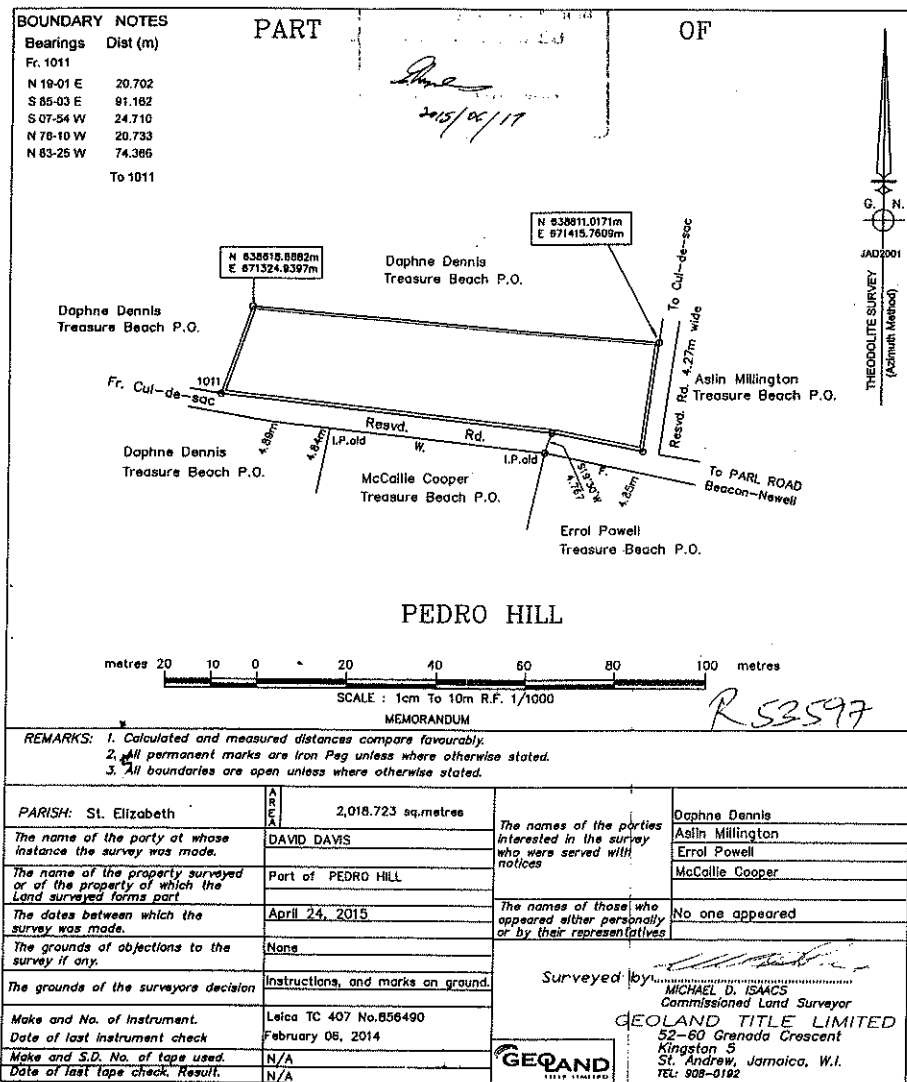 BOUNDARY NOTES
Bearings Dist (m)
Fr. 1011
N 19-01 E 20.702
S 85-03 E 91.162
S 07-54 W 24.710
N 76-10 W 20.733
N 83-25 W 74.366
To 1011
PART OF
2015/06/17
G. N.
JAD2001
THEODOLITE SURVEY
(Azimuth Method)
N 638618.8882m
E 671324.9397m
N 638811.0171m
E 671415.7609m
Daphne Dennis
Treasure Beach P.O.
Daphne Dennis
Treasure Beach P.O.
To Cul-de-sac
Resvd. Rd. 4.27m wide
Aslin Millington
Treasure Beach P.O.
1011
Fr. Cul-de-sac
Resvd. Rd.
W.
4.89m
4.84m
I.P.old
I.P.old
S19.30'W
4.767
4.85m
To PARL ROAD
Beacon-Newell
Daphne Dennis
Treasure Beach P.O.
McCailie Cooper
Treasure Beach P.O.
Errol Powell
Treasure Beach P.O.
PEDRO HILL
metres 20 10 0 20 40 60 80 100 metres
SCALE : 1cm To 10m R.F. 1/1000
MEMORANDUM
R 53597
REMARKS: 1. Calculated and measured distances compare favourably.
2. All permanent marks are Iron Peg unless where otherwise stated.
3. All boundaries are open unless where otherwise stated.
PARISH: St. Elizabeth
AREA
2,018.723 sq.metres
The name of the party at whose
instance the survey was made.
DAVID DAVIS
The name of the property surveyed
or of the property of which the
Land surveyed forms part
Part of PEDRO HILL
The dates between which the
survey was made.
April 24, 2015
The grounds of objections to the
survey if any.
None
The grounds of the surveyors decision
Instructions, and marks on ground.
Make and No. of Instrument.
Leica TC 407 No.656490
Date of last instrument check
February 06, 2014
Make and S.D. No. of tape used.
N/A
Date of last tape check, Result.
N/A
The names of the parties
interested in the survey
who were served with
notices
Daphne Dennis
Aslin Millington
Errol Powell
McCailie Cooper
The names of those who
appeared either personally
or by their representatives
No one appeared
Surveyed by
MICHAEL D. ISAACS
Commissioned Land Surveyor
GEOLAND TITLE LIMITED
52-60 Grenada Crescent
Kingston 5
St. Andrew, Jamaica, W.I.
TEL: 908-0192
GEOLAND
TITLE LIMITED